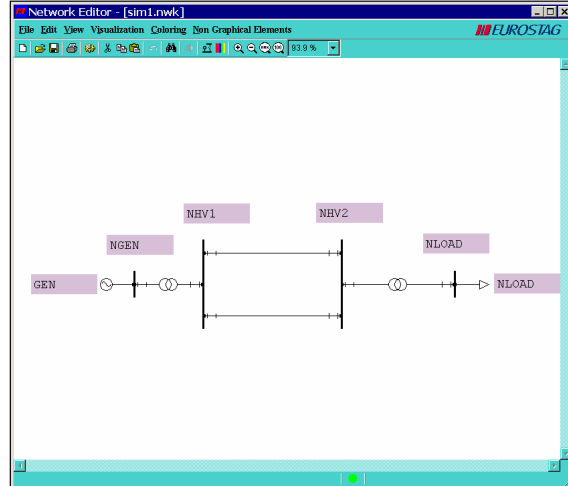 Network Editor - [sim1.nwk]
File Edit View Visualization Coloring Non Graphical Elements
EUROSTAG
93.9 %
NHV1 NHV2
NGEN NLOAD
GEN NLOAD